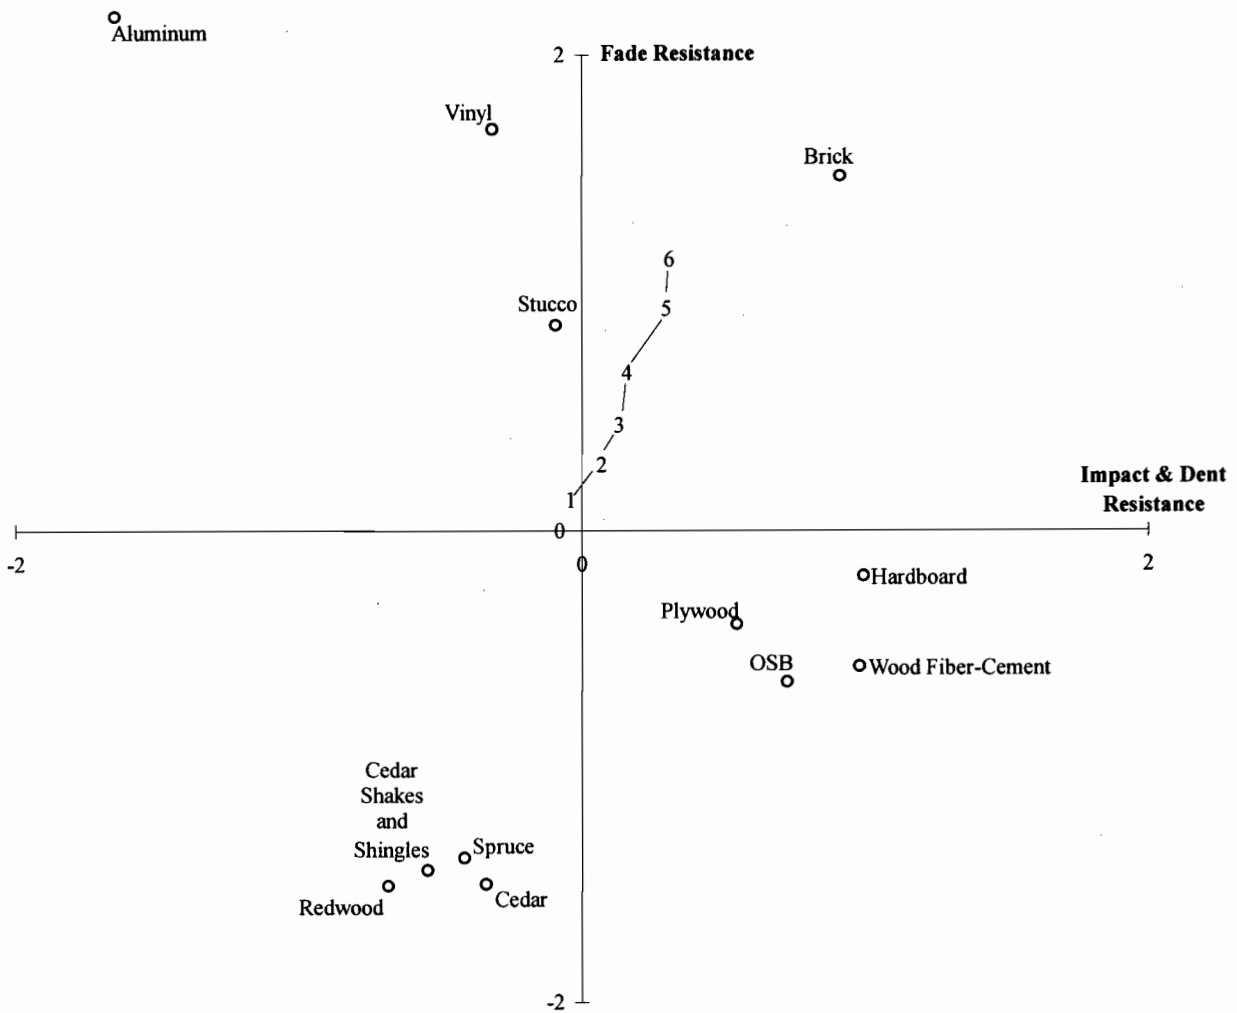 Aluminum
2 Fade Resistance
Vinyl
Brick
6
Stucco
5
4
3
2
1
Impact & Dent
Resistance
0
-2
0
2
Hardboard
Plywood
OSB
Wood Fiber-Cement
Cedar
Shakes
and
Shingles
Spruce
Redwood
Cedar
-2